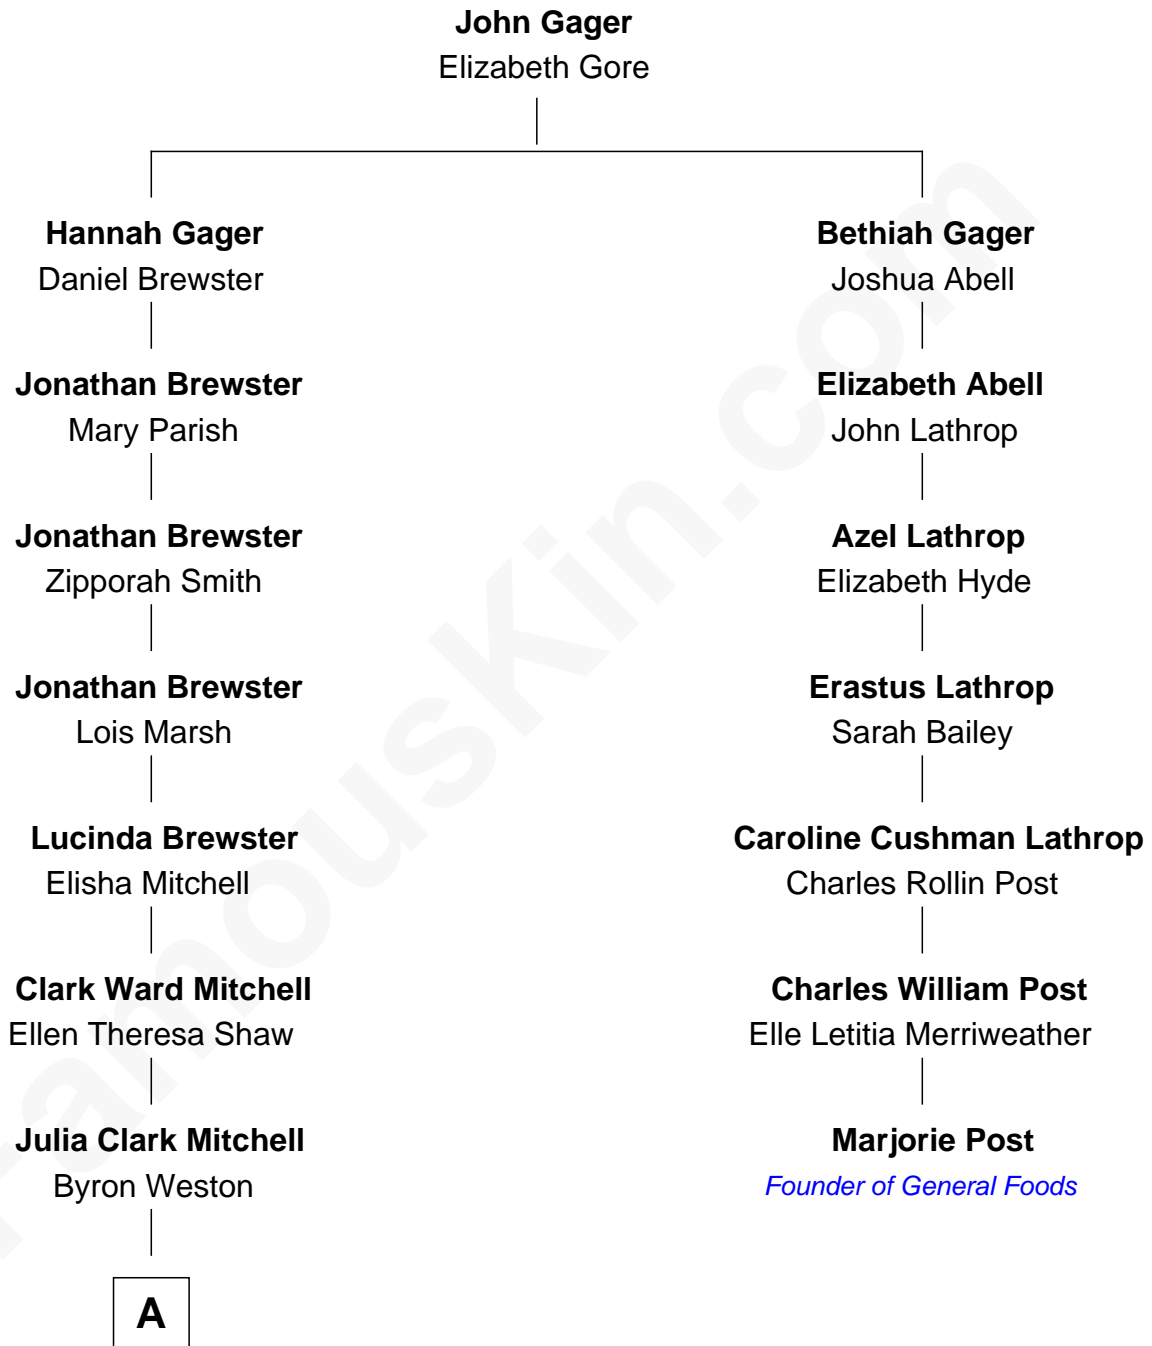 John Gager
Elizabeth Gore
Hannah Gager
Daniel Brewster
Jonathan Brewster
Mary Parish
Jonathan Brewster
Zipporah Smith
Jonathan Brewster
Lois Marsh
Lucinda Brewster
Elisha Mitchell
Clark Ward Mitchell
Ellen Theresa Shaw
Julia Clark Mitchell
Byron Weston
A
Bethiah Gager
Joshua Abell
Elizabeth Abell
John Lathrop
Azel Lathrop
Elizabeth Hyde
Erastus Lathrop
Sarah Bailey
Caroline Cushman Lathrop
Charles Rollin Post
Charles William Post
Elle Letitia Merriweather
Marjorie Post
Founder of General Foods
FamousKin.com